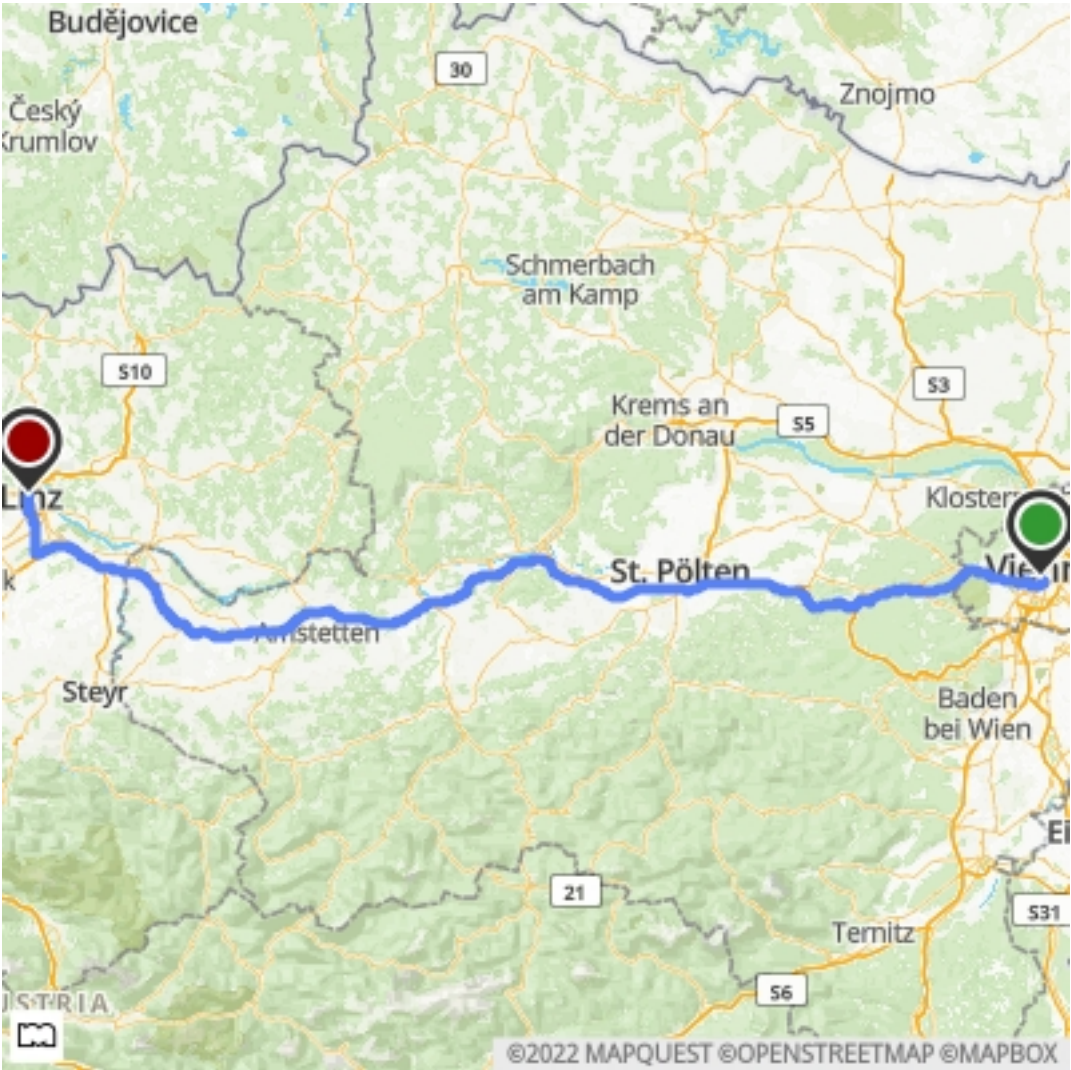 Budějovice
30
Znojmo
Český
Krumlov
Schmerbach
am Kamp
S10
S3
Krems an
der Donau
S5
Linz
St. Pölten
Amstetten
Steyr
Baden
bei Wien
21
S31
Ternitz
S6
©2022 MAPQUEST ©OPENSTREETMAP ©MAPBOX